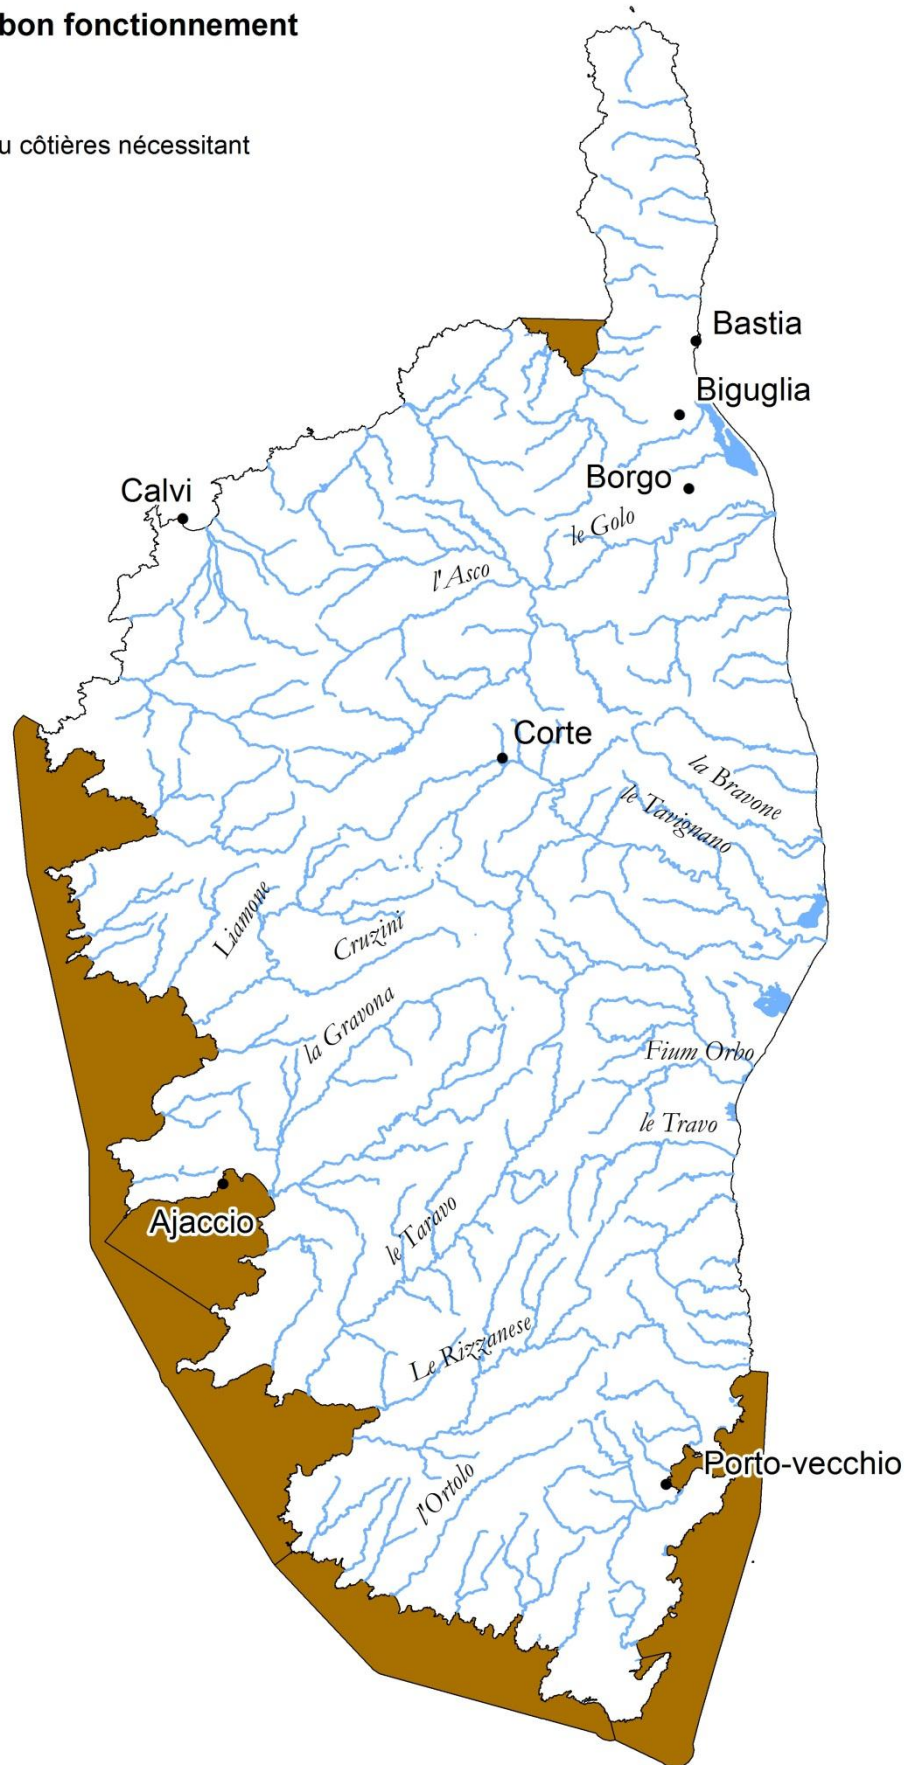 bon fonctionnement
u côtières nécessitant
Bastia
Biguglia
Borgo
Calvi
le Golo
l'Asco
Corte
la Bravone
le Tavignano
Liamone
Cruzini
la Gravona
Fium Orbo
le Travo
Ajaccio
le Taravo
Le Rizzanese
Porto-vecchio
l'Ortolo